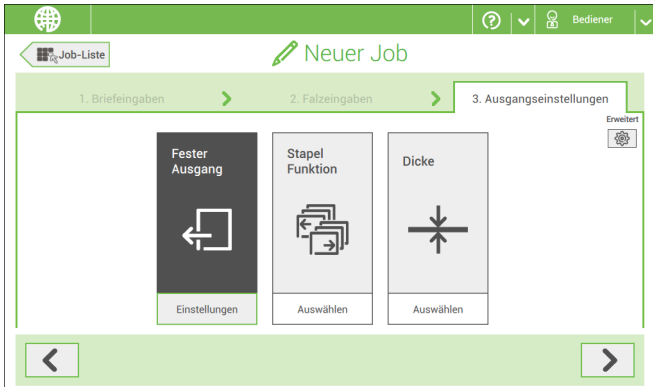 Bediener
Job-Liste
Neuer Job
1. Briefeingaben
2. Falzeingaben
3. Ausgangseinstellungen
Erweitert
Fester
Ausgang
Einstellungen
Stapel
Funktion
Auswählen
Dicke
Auswählen